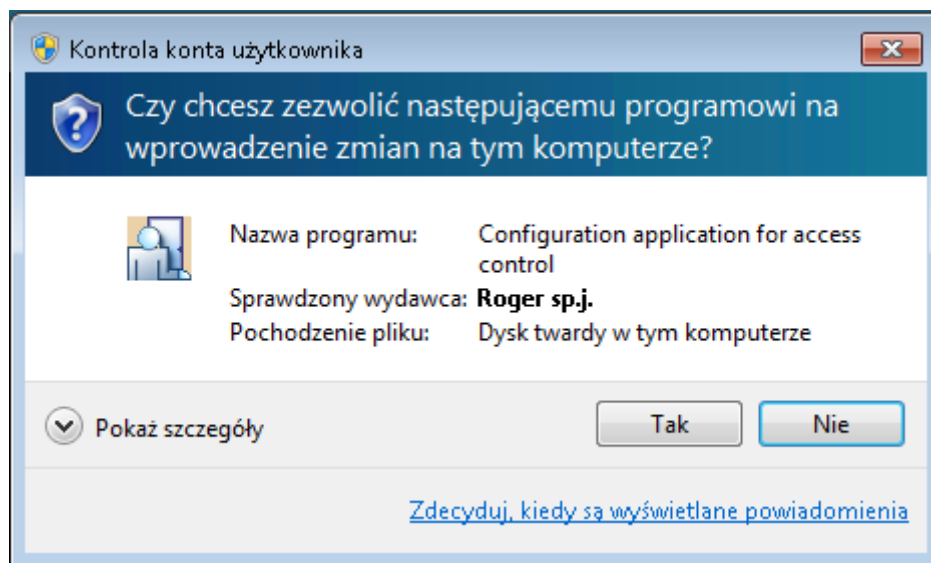 Kontrola konta użytkownika
Czy chcesz zezwolić następującemu programowi na
wprowadzenie zmian na tym komputerze?
Nazwa programu: Configuration application for access
control
Sprawdzony wydawca: Roger sp.j.
Pochodzenie pliku: Dysk twardy w tym komputerze
Pokaż szczegóły Tak Nie
Zdecyduj, kiedy są wyświetlane powiadomienia